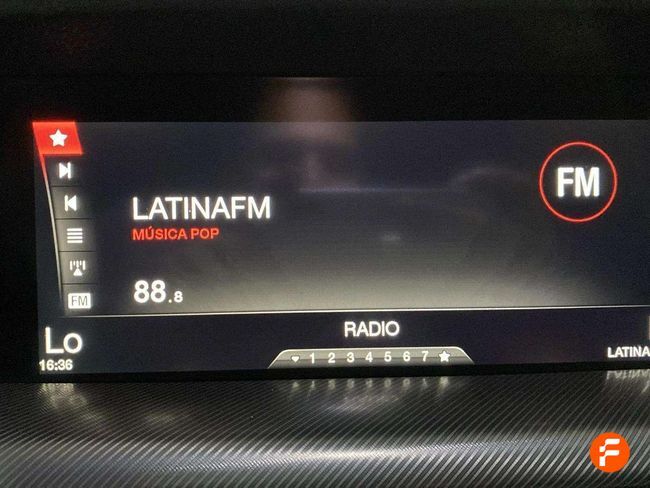 FM
LATINAFM
MÚSICA POP
88.8
FM
Lo
RADIO
16:36
1 2 3 4 5 6 7
LATINA